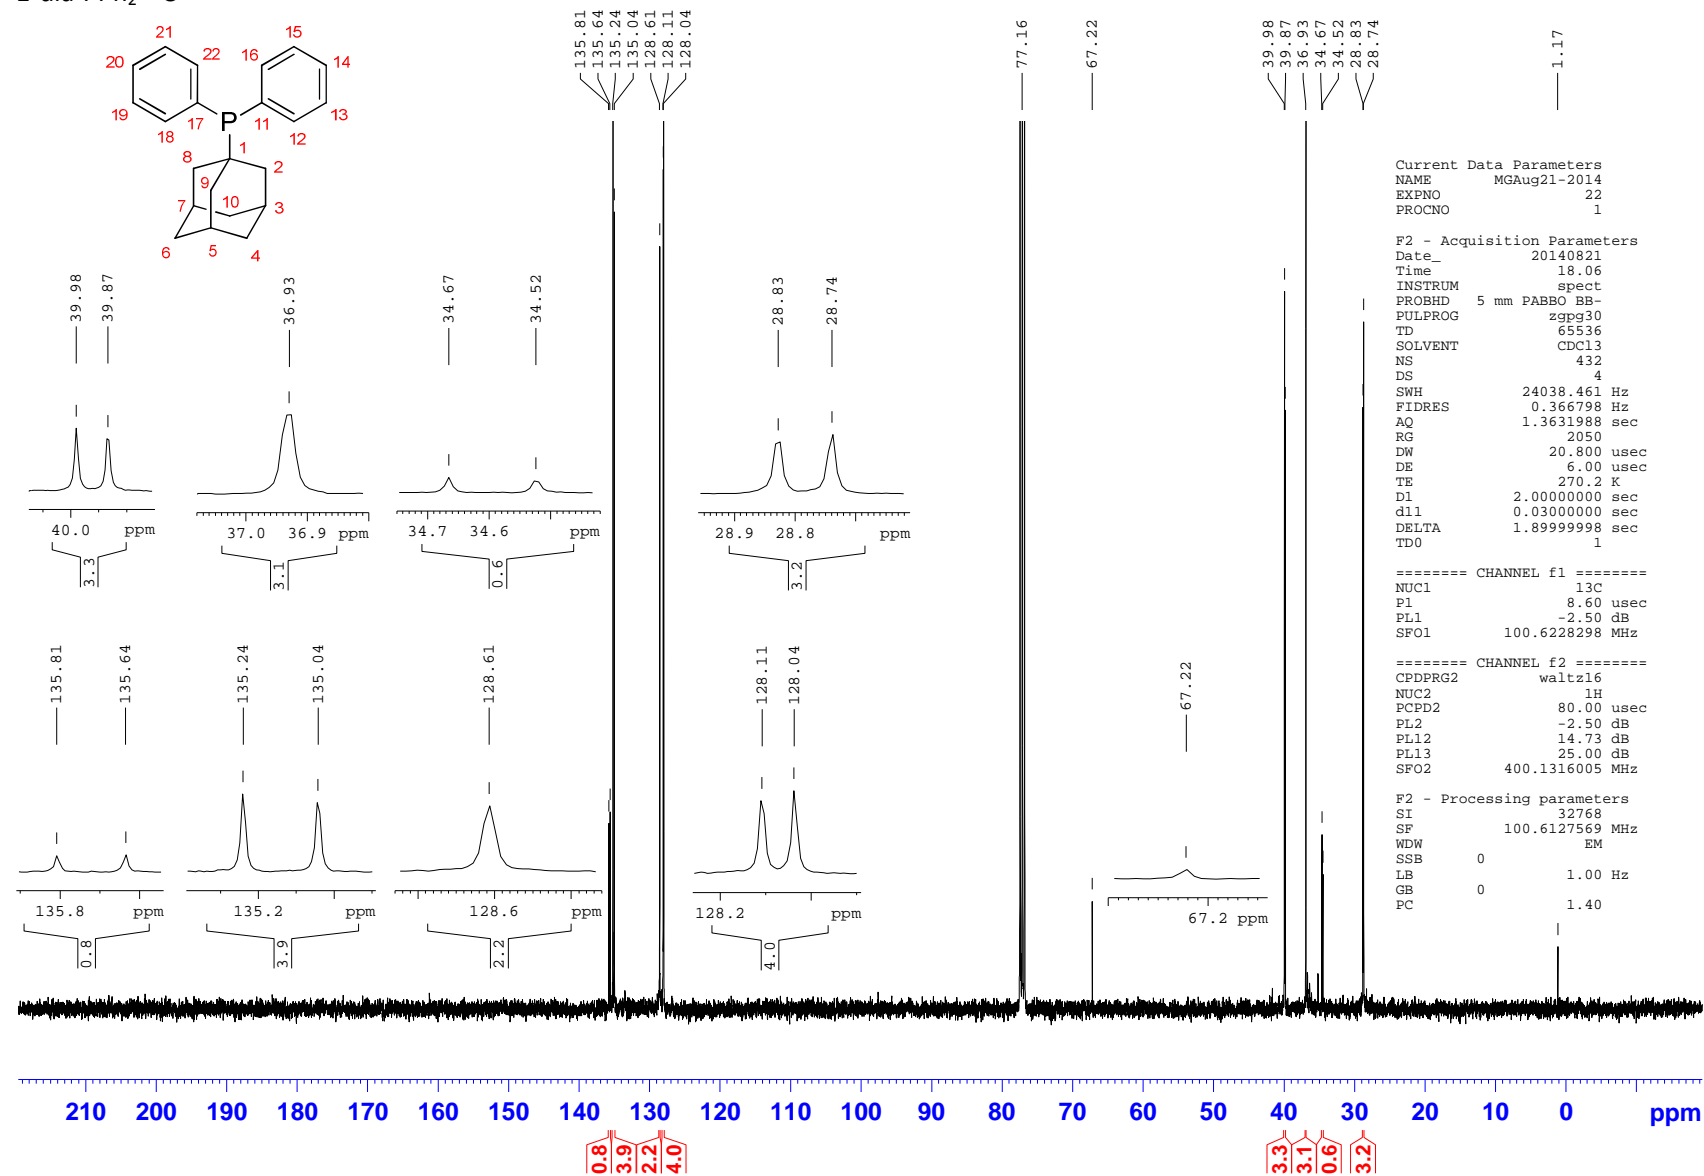 135.81
135.64
135.24
135.04
128.61
128.11
128.04
77.16
67.22
39.98
39.87
36.93
34.67
34.52
28.83
28.74
1.17
21
15
20
22
16
14
19
17
P
11
13
18
12
1
8
2
9
10
7
3
6
5
4
Current Data Parameters
NAME MGAug21-2014
EXPNO 22
PROCNO 1
F2 - Acquisition Parameters
Date_ 20140821
Time 18.06
INSTRUM spect
PROBHD 5 mm PABBO BB-
PULPROG zgpg30
TD 65536
SOLVENT CDCl3
NS 432
DS 4
SWH 24038.461 Hz
FIDRES 0.366798 Hz
AQ 1.3631988 sec
RG 2050
DW 20.800 usec
DE 6.00 usec
TE 270.2 K
D1 2.00000000 sec
d11 0.03000000 sec
DELTA 1.89999998 sec
TD0 1
======== CHANNEL f1 ========
NUC1 13C
P1 8.60 usec
PL1 -2.50 dB
SFO1 100.6228298 MHz
======== CHANNEL f2 ========
CPDPRG2 waltz16
NUC2 1H
PCPD2 80.00 usec
PL2 -2.50 dB
PL12 14.73 dB
PL13 25.00 dB
SFO2 400.1316005 MHz
F2 - Processing parameters
SI 32768
SF 100.6127569 MHz
WDW EM
SSB 0
LB 1.00 Hz
GB 0
PC 1.40
39.98
39.87
40.0 ppm
3.3
36.93
37.0 36.9 ppm
3.1
34.67
34.52
34.7 34.6 ppm
0.6
28.83
28.74
28.9 28.8 ppm
3.2
135.81
135.64
135.8 ppm
0.8
135.24
135.04
135.2 ppm
3.9
128.61
128.6 ppm
2.2
128.11
128.04
128.2 ppm
4.0
67.22
67.2 ppm
210 200 190 180 170 160 150 140 130 120 110 100 90 80 70 60 50 40 30 20 10 0 ppm
0.8
3.9
2.2
4.0
3.3
3.1
0.6
3.2